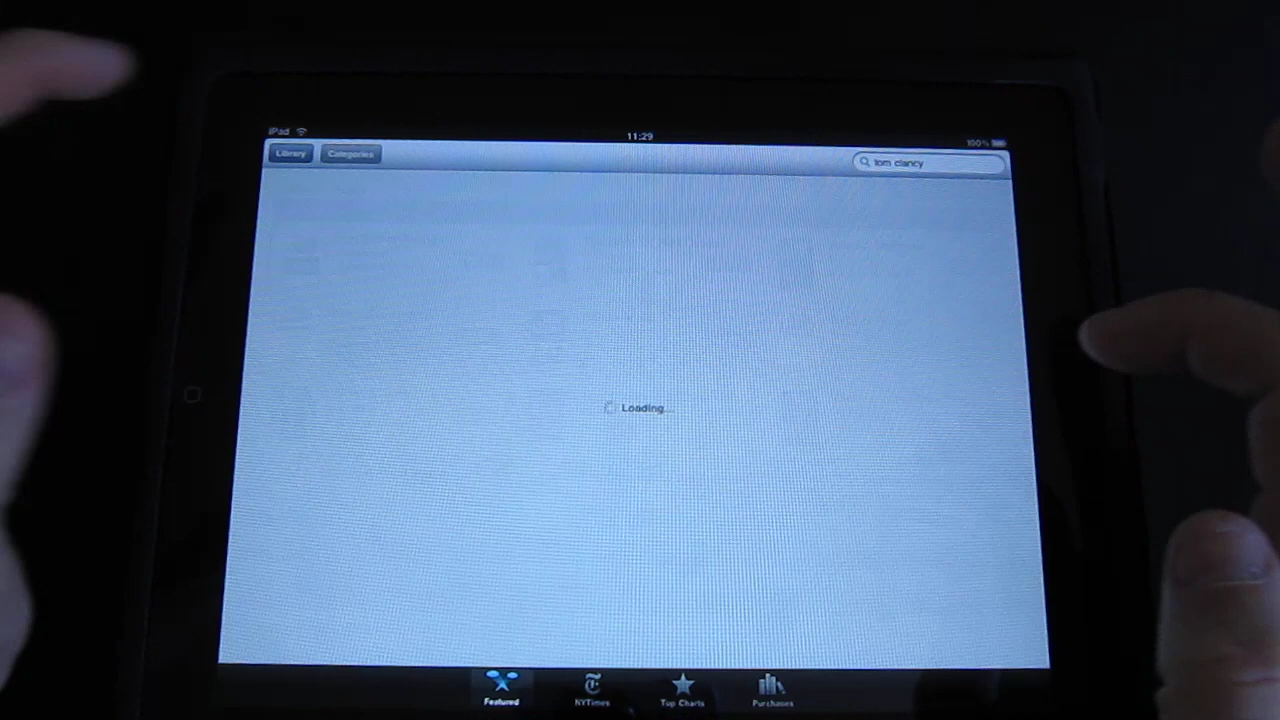 iPad
11:29
100%
Library
Categories
tom clancy
Loading...
Featured
NYTimes
Top Charts
Purchases